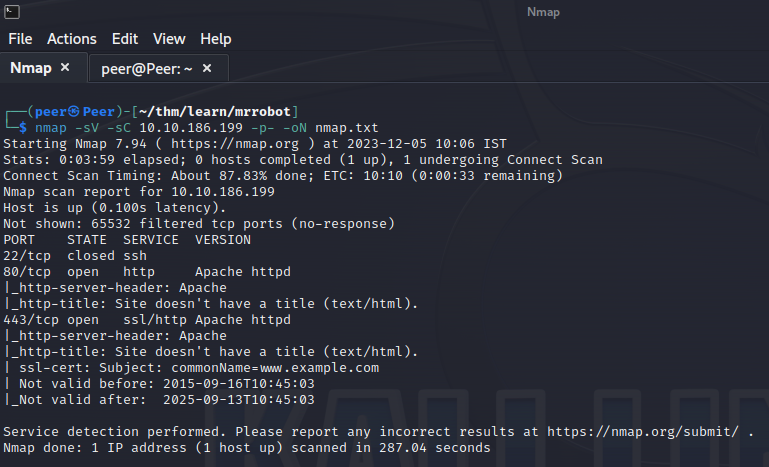 Nmap
File Actions Edit View Help
Nmap × peer@Peer: ~ ×
┌──(peer㉿Peer)-[~/thm/learn/mrrobot]
└─$ nmap -sV -sC 10.10.186.199 -p- -oN nmap.txt
Starting Nmap 7.94 ( https://nmap.org ) at 2023-12-05 10:06 IST
Stats: 0:03:59 elapsed; 0 hosts completed (1 up), 1 undergoing Connect Scan
Connect Scan Timing: About 87.83% done; ETC: 10:10 (0:00:33 remaining)
Nmap scan report for 10.10.186.199
Host is up (0.100s latency).
Not shown: 65532 filtered tcp ports (no-response)
PORT    STATE  SERVICE  VERSION
22/tcp  closed ssh
80/tcp  open   http     Apache httpd
|_http-server-header: Apache
|_http-title: Site doesn't have a title (text/html).
443/tcp open   ssl/http Apache httpd
|_http-server-header: Apache
|_http-title: Site doesn't have a title (text/html).
| ssl-cert: Subject: commonName=www.example.com
| Not valid before: 2015-09-16T10:45:03
|_Not valid after:  2025-09-13T10:45:03
Service detection performed. Please report any incorrect results at https://nmap.org/submit/ .
Nmap done: 1 IP address (1 host up) scanned in 287.04 seconds